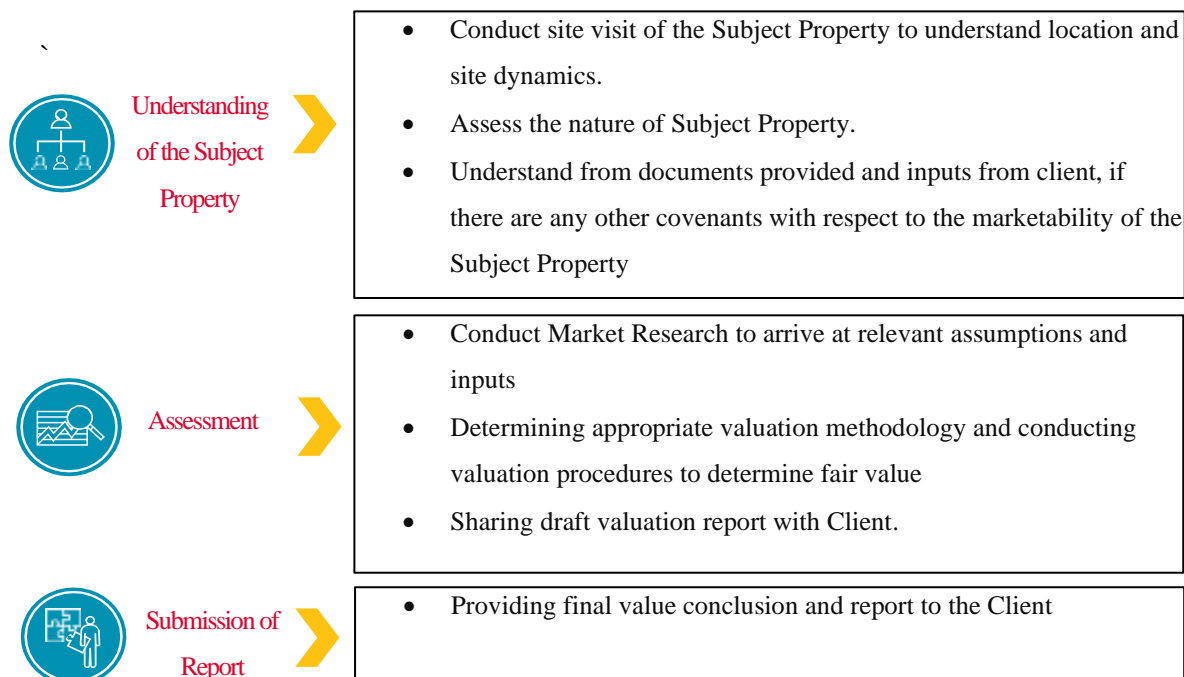 `
Understanding
of the Subject
Property
• Conduct site visit of the Subject Property to understand location and
site dynamics.
• Assess the nature of Subject Property.
• Understand from documents provided and inputs from client, if
there are any other covenants with respect to the marketability of the
Subject Property
Assessment
• Conduct Market Research to arrive at relevant assumptions and
inputs
• Determining appropriate valuation methodology and conducting
valuation procedures to determine fair value
• Sharing draft valuation report with Client.
Submission of
Report
• Providing final value conclusion and report to the Client